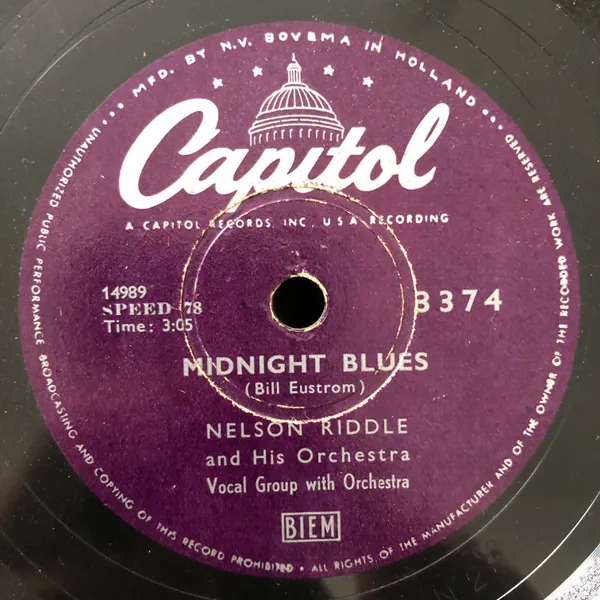 MFD. BY N.V. BOVEMA IN HOLLAND
Capitol
A CAPITOL RECORDS, INC., U.S.A. RECORDING
14989
SPEED 78
Time: 3:05
3374
MIDNIGHT BLUES
(Bill Eustrom)
NELSON RIDDLE
and His Orchestra
Vocal Group with Orchestra
BIEM
UNAUTHORIZED PUBLIC PERFORMANCE BROADCASTING AND COPYING OF THIS RECORD PROHIBITED • ALL RIGHTS OF THE MANUFACTURER AND OF THE OWNER OF THE RECORDED WORK ARE RESERVED